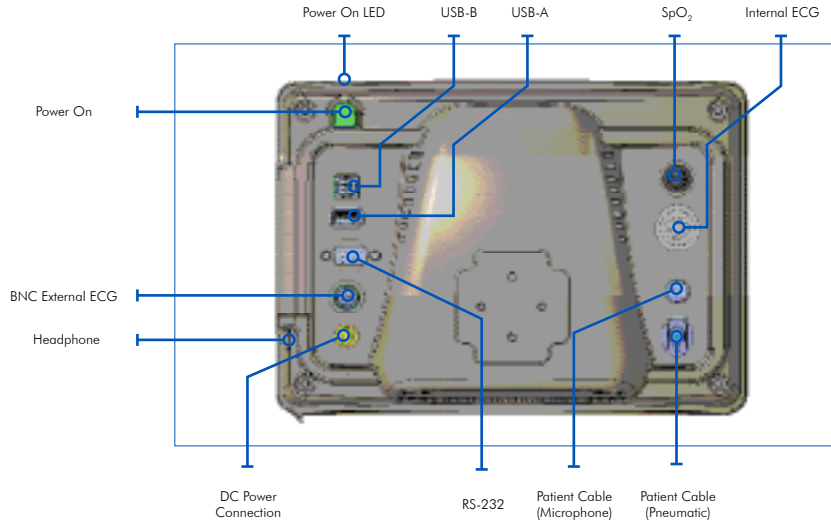 Power On LED
USB-B
USB-A
SpO₂
Internal ECG
Power On
BNC External ECG
Headphone
DC Power
Connection
RS-232
Patient Cable
(Microphone)
Patient Cable
(Pneumatic)